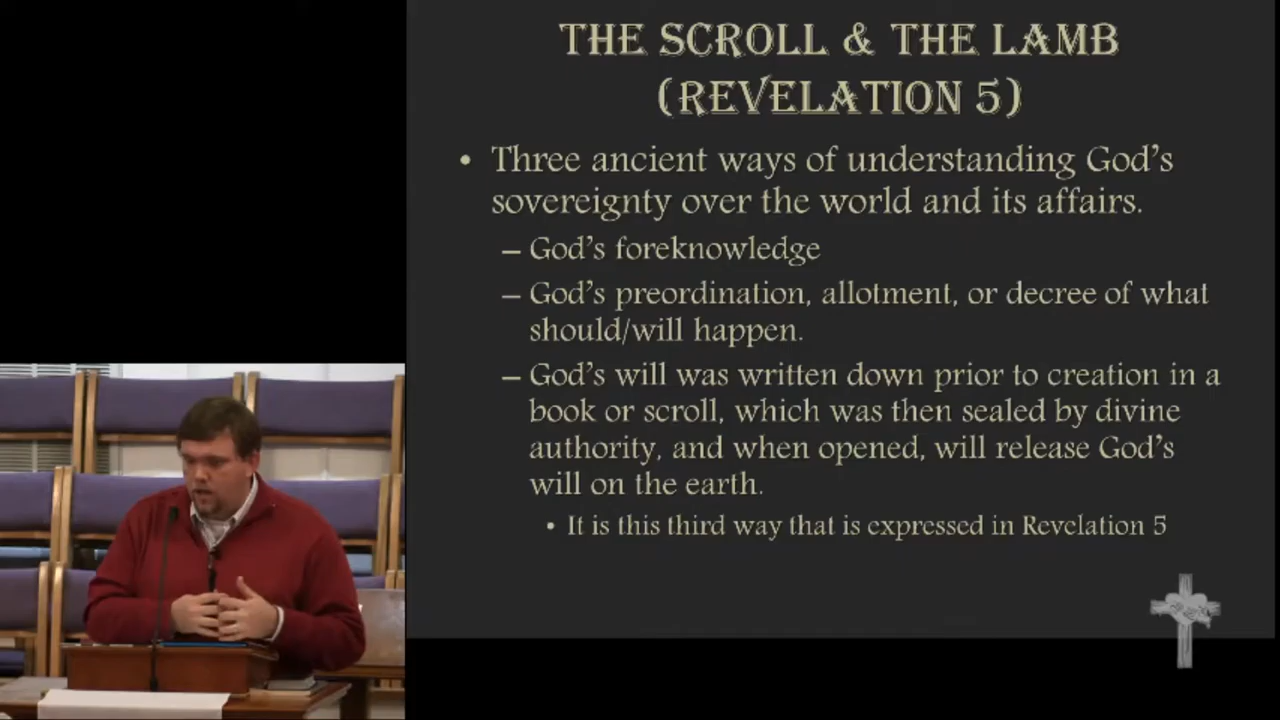 THE SCROLL & THE LAMB
(REVELATION 5)
• Three ancient ways of understanding God's
sovereignty over the world and its affairs.
– God's foreknowledge
– God's preordination, allotment, or decree of what
should/will happen.
– God's will was written down prior to creation in a
book or scroll, which was then sealed by divine
authority, and when opened, will release God's
will on the earth.
• It is this third way that is expressed in Revelation 5